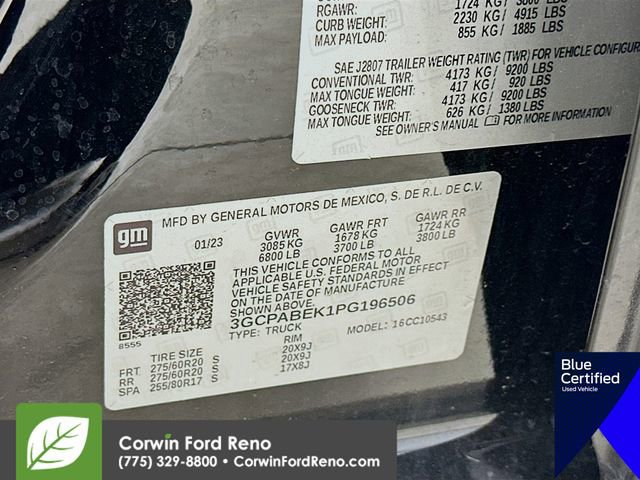 RGAWR: 1724 KG / 3800 LBS
CURB WEIGHT: 2230 KG / 4915 LBS
MAX PAYLOAD: 855 KG / 1885 LBS
SAE J2807 TRAILER WEIGHT RATING (TWR) FOR VEHICLE
CONVENTIONAL TWR: 4173 KG / 9200 LBS
MAX TONGUE WEIGHT: 417 KG / 920 LBS
GOOSENECK TWR: 4173 KG / 9200 LBS
MAX TONGUE WEIGHT: 626 KG / 1380 LBS
SEE OWNER'S MANUAL FOR MORE INFORMATION
gm
MFD BY GENERAL MOTORS DE MEXICO, S. DE R.L. DE C.V.
01/23 GVWR GAWR FRT GAWR RR
3085 KG 1678 KG 1724 KG
6800 LB 3700 LB 3800 LB
THIS VEHICLE CONFORMS TO ALL
APPLICABLE U.S. FEDERAL MOTOR
VEHICLE SAFETY STANDARDS IN EFFECT
ON THE DATE OF MANUFACTURE
SHOWN ABOVE.
3GCPABEK1PG196506
TYPE: TRUCK MODEL: 16CC10543
8555
TIRE SIZE RIM
FRT 275/60R20 S 20X9J
RR 275/60R20 S 20X9J
SPA 255/80R17 S 17X8J
Blue
Certified
Used Vehicle
Corwin Ford Reno
(775) 329-8800 • CorwinFordReno.com